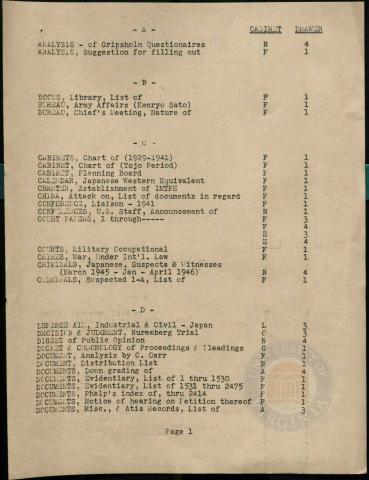 - A - CABINET DRAWER
ANALYSIS - of Gripsholm Questionaires N 4
ANALYSIS, Suggestion for filling out F 1
- B -
BOOKS, Library, List of F 1
BUREAU, Army Affairs (Kenryo Sato) F 1
BUREAU, Chief's Meeting, Nature of F 1
- C -
CABINETS, Chart of (1929-1941) F 1
CABINET, Chart of (Tojo Period) F 1
CABINET, Planning Board F 1
CALENDAR, Japanese Western Equivalent F 1
CHARTER, Establishment of IMTFE F 1
CHINA, Attack on, List of documents in regard F 1
CONFERENCE, Liaison - 1941 F 1
CONFERENCES, U.S. Staff, Announcement of N 1
COURT PAPERS, 1 through----- F 3
F 4
E 3
E 4
COURTS, Military Occupational F 1
CRIMES, War, Under Int'l. Law F 1
CRIMINALS, Japanese, Suspects & Witnesses
(March 1945 - Jan - April 1946) N 4
CRIMINALS, Suspected 1-A, List of F 1
- D -
DEFENSE AID, Industrial & Civil - Japan L 3
DECISION & JUDGMENT, Nurenberg Trial C 3
DIGEST of Public Opinion N 4
DOCKET & CHRONOLOGY of Proceedings & Pleadings G 1
DOCUMENT, Analysis by C. Carr F 1
DOCUMENT, Distribution List N 1
DOCUMENTS, Down grading of A 4
DOCUMENTS, Evidentiary, List of 1 thru 1530 F 1
DOCUMENTS, Evidentiary, List of 1531 thru 2475 F 1
DOCUMENTS, Phelp's index of, thru 2414 F 1
DOCUMENTS, Notice of hearing on Petition thereof F 1
DOCUMENTS, Misc., & Atis Records, List of A 3
Page 1